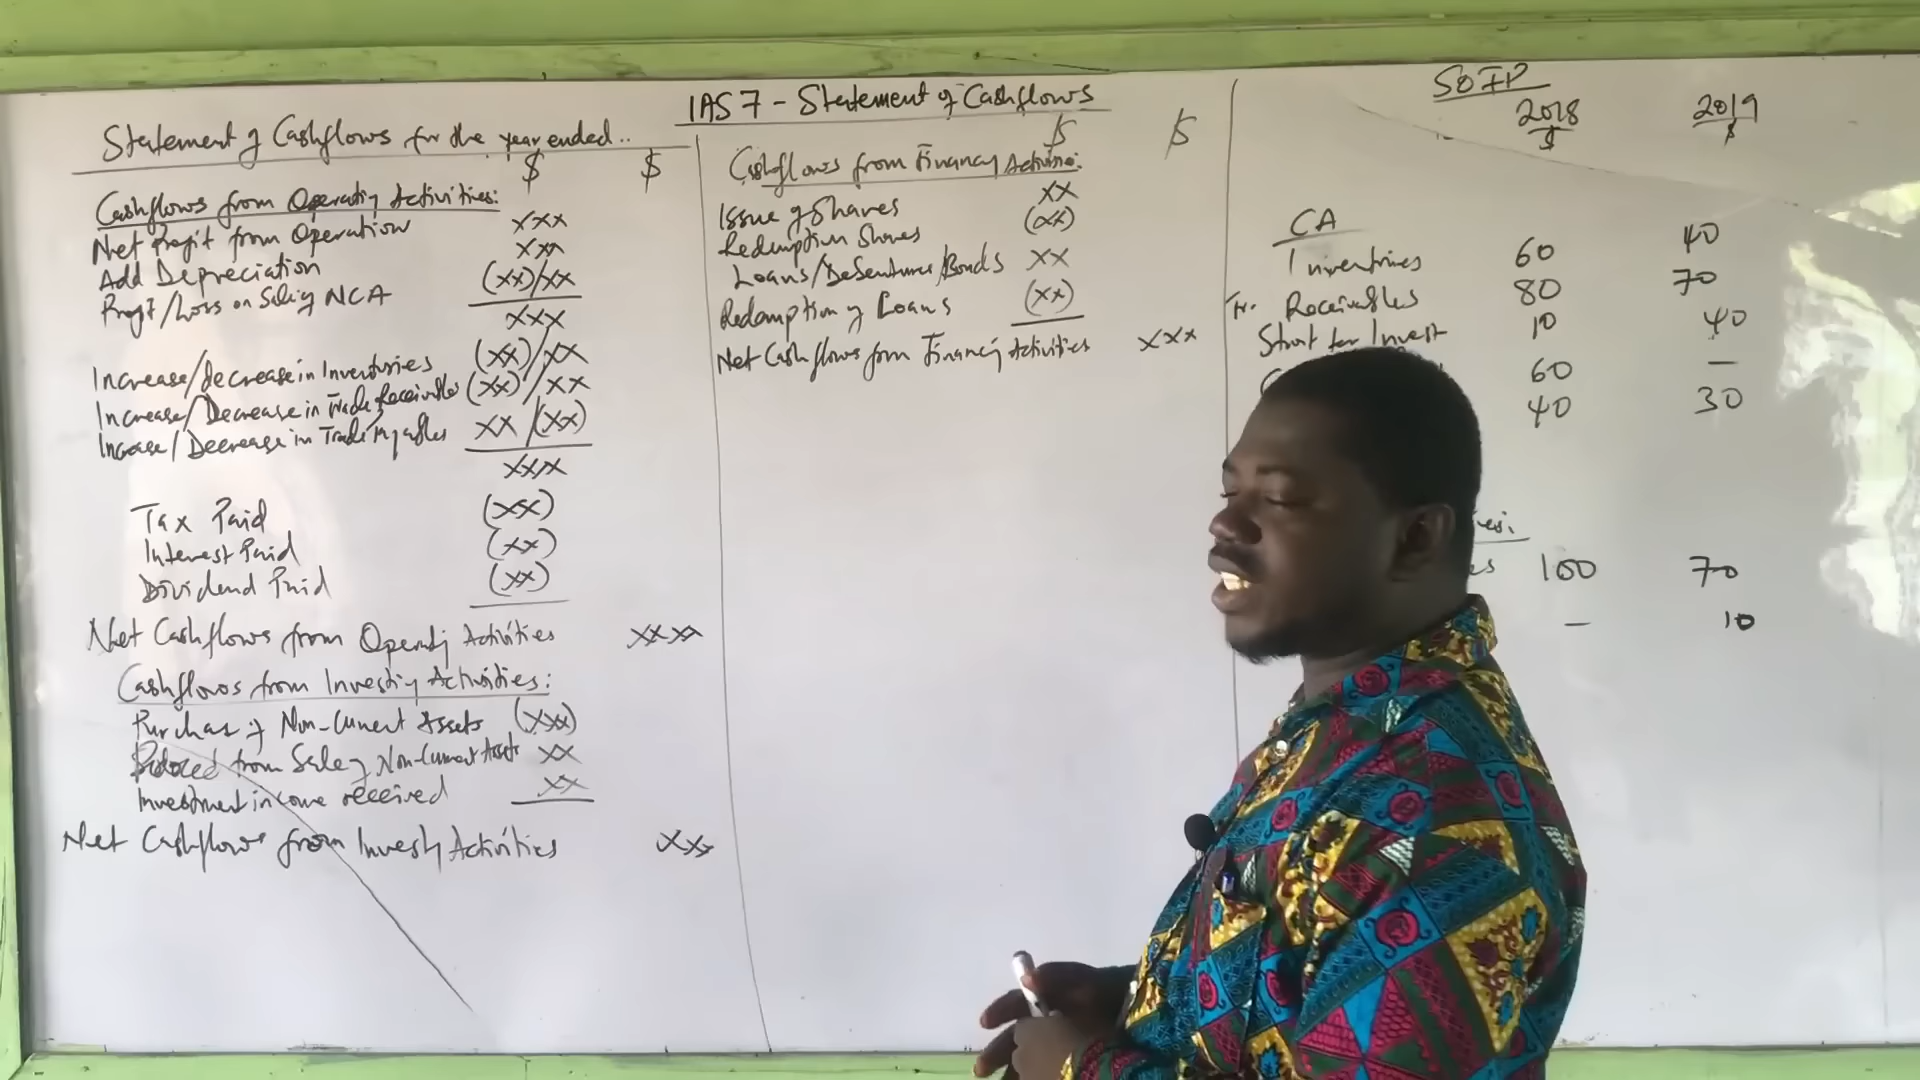 IAS 7 - Statement of Cashflows
Statement of Cashflows for the year ended..
$ $
Cashflows from Operating Activities:
Net Profit from Operation xxx
Add Depreciation xxx
Profit/Loss on Sale of NCA (xx)/xx
xxx
Increase/decrease in Inventories (xx)/xx
Increase/Decrease in Trade Receivables (xx)/xx
Increase/Decrease in Trade Payables xx/(xx)
xxx
Tax Paid (xx)
Interest Paid (xx)
Dividend Paid (xx)
Net Cashflows from Operating Activities xxxx
Cashflows from Investing Activities:
Purchase of Non-Current Assets (xxx)
from Sale of Non-Current Assets xx
Investment income received xx
Net Cashflows from Investing Activities xxx
$ $
Cashflows from Financing Activities:
Issue of Shares xx
Redemption Shares (xx)
Loans/Debentures/Bonds xx
Redemption of Loans (xx)
Net Cashflows from Financing Activities xxx
SOFP
2018 2019
$ $
CA
Inventories 60 40
Tr. Receivables 80 70
Short ter Invest 10 40
60 -
40 30
100 70
- 10